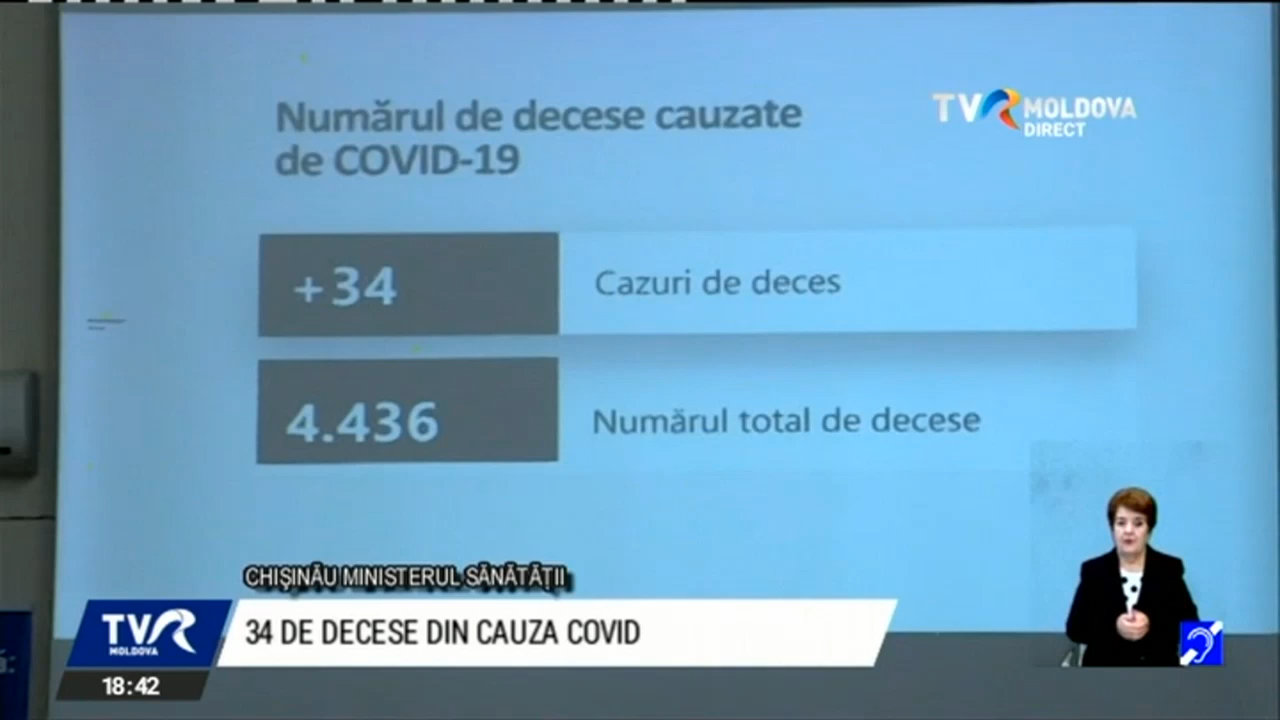 Numărul de decese cauzate
de COVID-19
TVR MOLDOVA
DIRECT
+34
Cazuri de deces
4.436
Numărul total de decese
CHIȘINĂU MINISTERUL SĂNĂTĂȚII
TVR
MOLDOVA
34 DE DECESE DIN CAUZA COVID
18:42